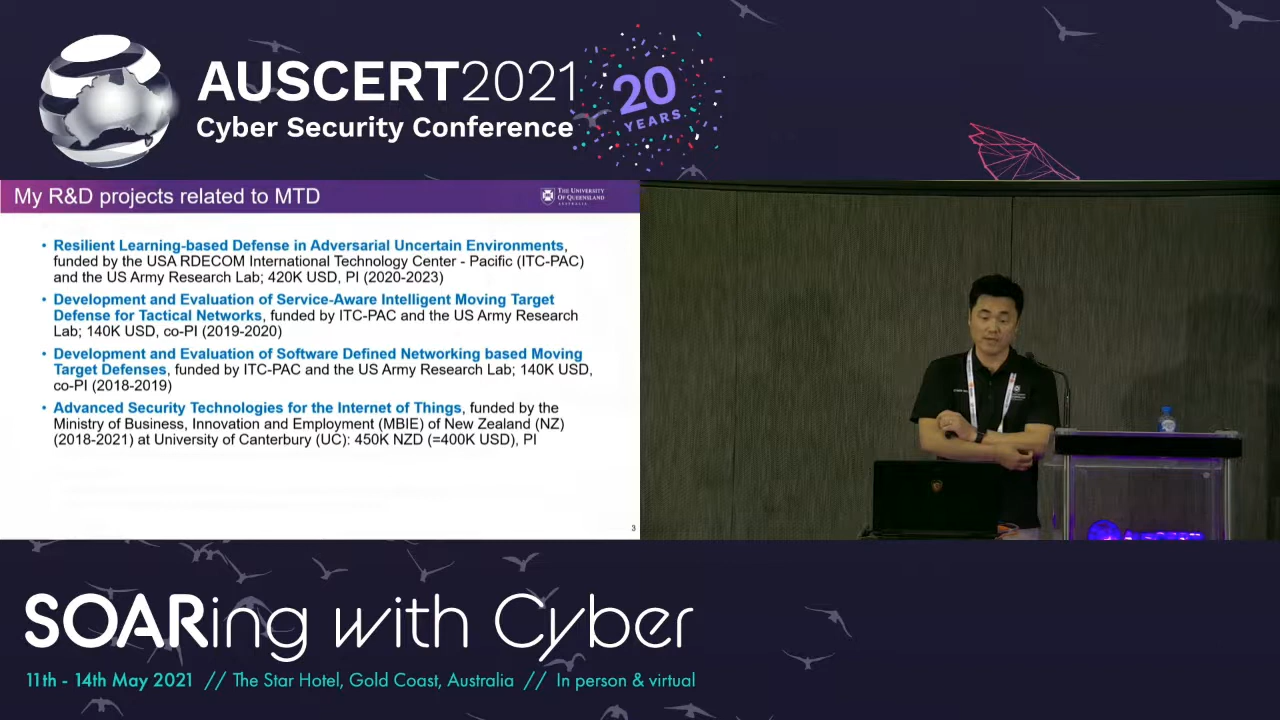 AUSCERT2021
Cyber Security Conference
20
YEARS
My R&D projects related to MTD
THE UNIVERSITY
OF QUEENSLAND
AUSTRALIA
• Resilient Learning-based Defense in Adversarial Uncertain Environments,
funded by the USA RDECOM International Technology Center - Pacific (ITC-PAC)
and the US Army Research Lab; 420K USD, PI (2020-2023)
• Development and Evaluation of Service-Aware Intelligent Moving Target
Defense for Tactical Networks, funded by ITC-PAC and the US Army Research
Lab; 140K USD, co-PI (2019-2020)
• Development and Evaluation of Software Defined Networking based Moving
Target Defenses, funded by ITC-PAC and the US Army Research Lab; 140K USD,
co-PI (2018-2019)
• Advanced Security Technologies for the Internet of Things, funded by the
Ministry of Business, Innovation and Employment (MBIE) of New Zealand (NZ)
(2018-2021) at University of Canterbury (UC): 450K NZD (=400K USD), PI
3
SOARing with Cyber
11th - 14th May 2021 // The Star Hotel, Gold Coast, Australia // In person & virtual